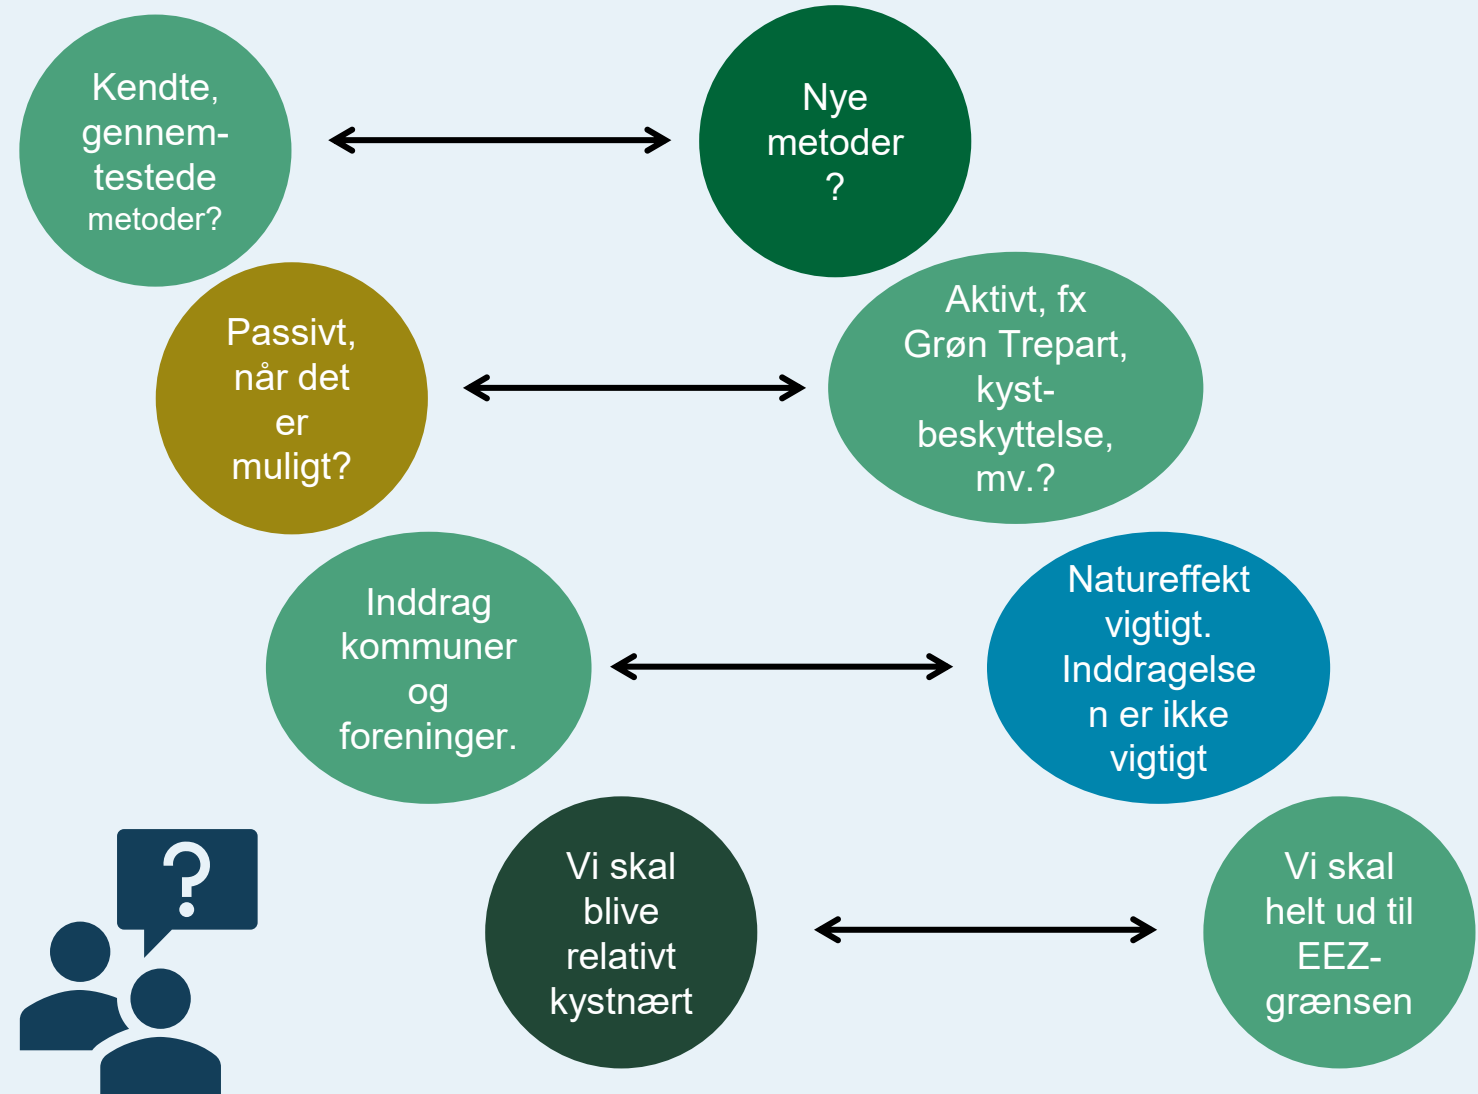 Kendte,
gennem-
testede
metoder?
Nye
metoder
?
Passivt,
når det
er
muligt?
Aktivt, fx
Grøn Trepart,
kyst-
beskyttelse,
mv.?
Inddrag
kommuner
og
foreninger.
Natureffekt
vigtigt.
Inddragelse
n er ikke
vigtigt
Vi skal
blive
relativt
kystnært
Vi skal
helt ud til
EEZ-
grænsen
?